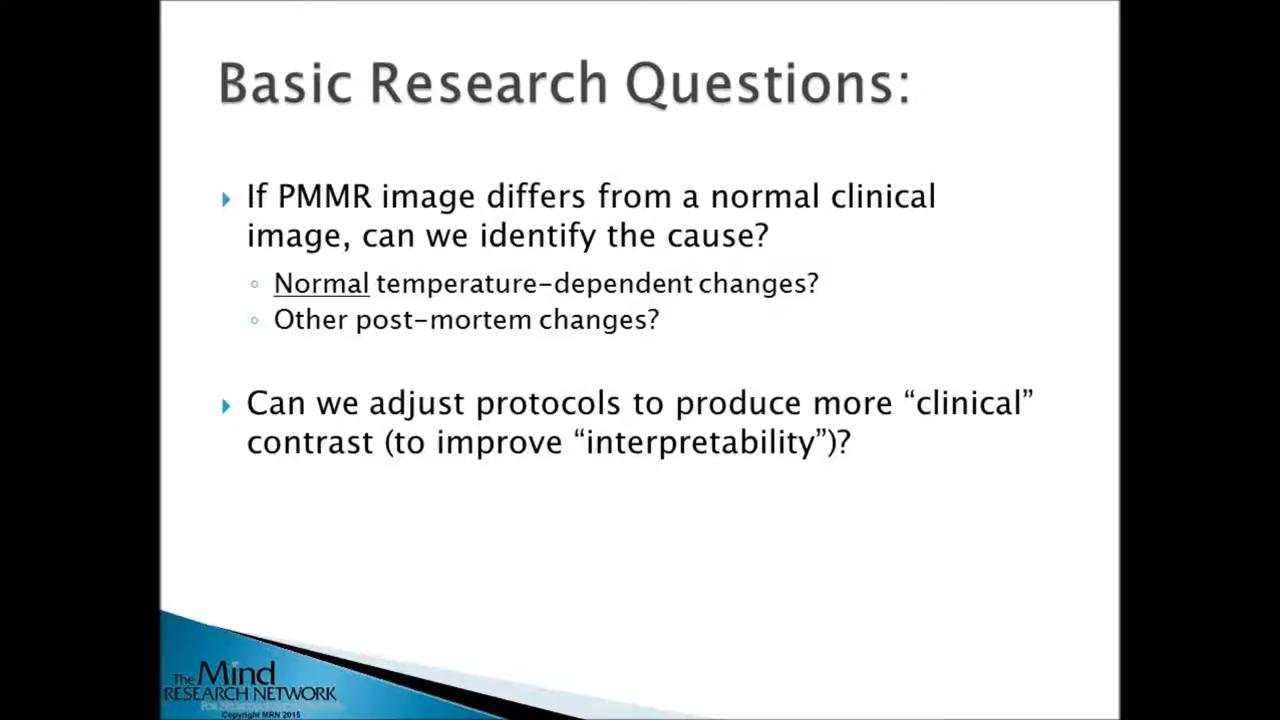 Basic Research Questions:
If PMMR image differs from a normal clinical
image, can we identify the cause?
Normal temperature-dependent changes?
Other post-mortem changes?
Can we adjust protocols to produce more “clinical”
contrast (to improve “interpretability”)?
The Mind
RESEARCH NETWORK
Copyright MRN 2015